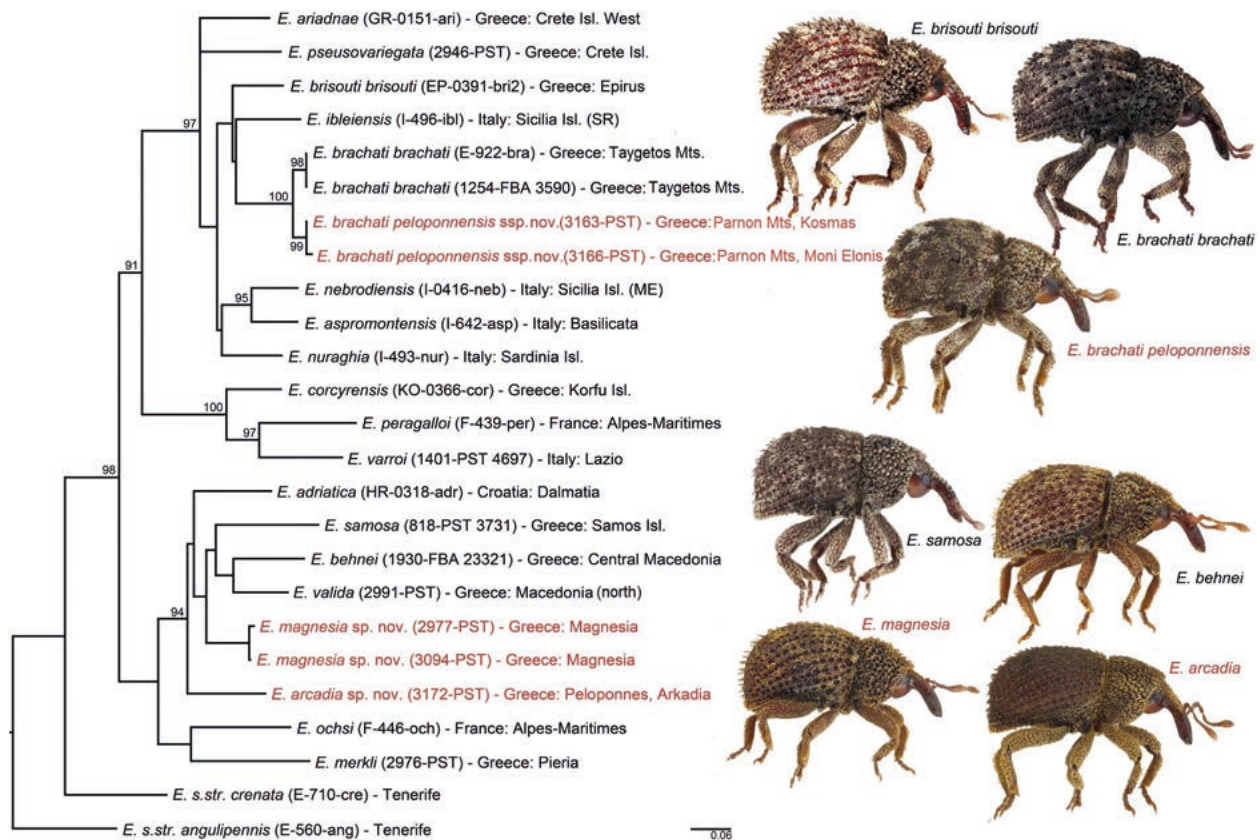 E. ariadnae (GR-0151-ari) - Greece: Crete Isl. West
E. pseusovariegata (2946-PST) - Greece: Crete Isl.
E. brisouti brisouti (EP-0391-bri2) - Greece: Epirus
E. ibleiensis (I-496-ibl) - Italy: Sicilia Isl. (SR)
E. brachati brachati (E-922-bra) - Greece: Taygetos Mts.
E. brachati brachati (1254-FBA 3590) - Greece: Taygetos Mts.
E. brachati peloponnensis ssp.nov.(3163-PST) - Greece:Parnon Mts, Kosmas
E. brachati peloponnensis ssp.nov.(3166-PST) - Greece:Parnon Mts, Moni Elonis
E. nebrodiensis (I-0416-neb) - Italy: Sicilia Isl. (ME)
E. aspromontensis (I-642-asp) - Italy: Basilicata
E. nuraghia (I-493-nur) - Italy: Sardinia Isl.
E. corcyrensis (KO-0366-cor) - Greece: Korfu Isl.
E. peragalloi (F-439-per) - France: Alpes-Maritimes
E. varroi (1401-PST 4697) - Italy: Lazio
E. adriatica (HR-0318-adr) - Croatia: Dalmatia
E. samosa (818-PST 3731) - Greece: Samos Isl.
E. behnei (1930-FBA 23321) - Greece: Central Macedonia
E. valida (2991-PST) - Greece: Macedonia (north)
E. magnesia sp. nov. (2977-PST) - Greece: Magnesia
E. magnesia sp. nov. (3094-PST) - Greece: Magnesia
E. arcadia sp. nov. (3172-PST) - Greece: Peloponnes, Arkadia
E. ochsi (F-446-och) - France: Alpes-Maritimes
E. merkli (2976-PST) - Greece: Pieria
E. s.str. crenata (E-710-cre) - Tenerife
E. s.str. angulipennis (E-560-ang) - Tenerife
97
98
100
99
91
95
100
97
98
94
0.06
E. brisouti brisouti
E. brachati brachati
E. brachati peloponnensis
E. samosa
E. behnei
E. magnesia
E. arcadia